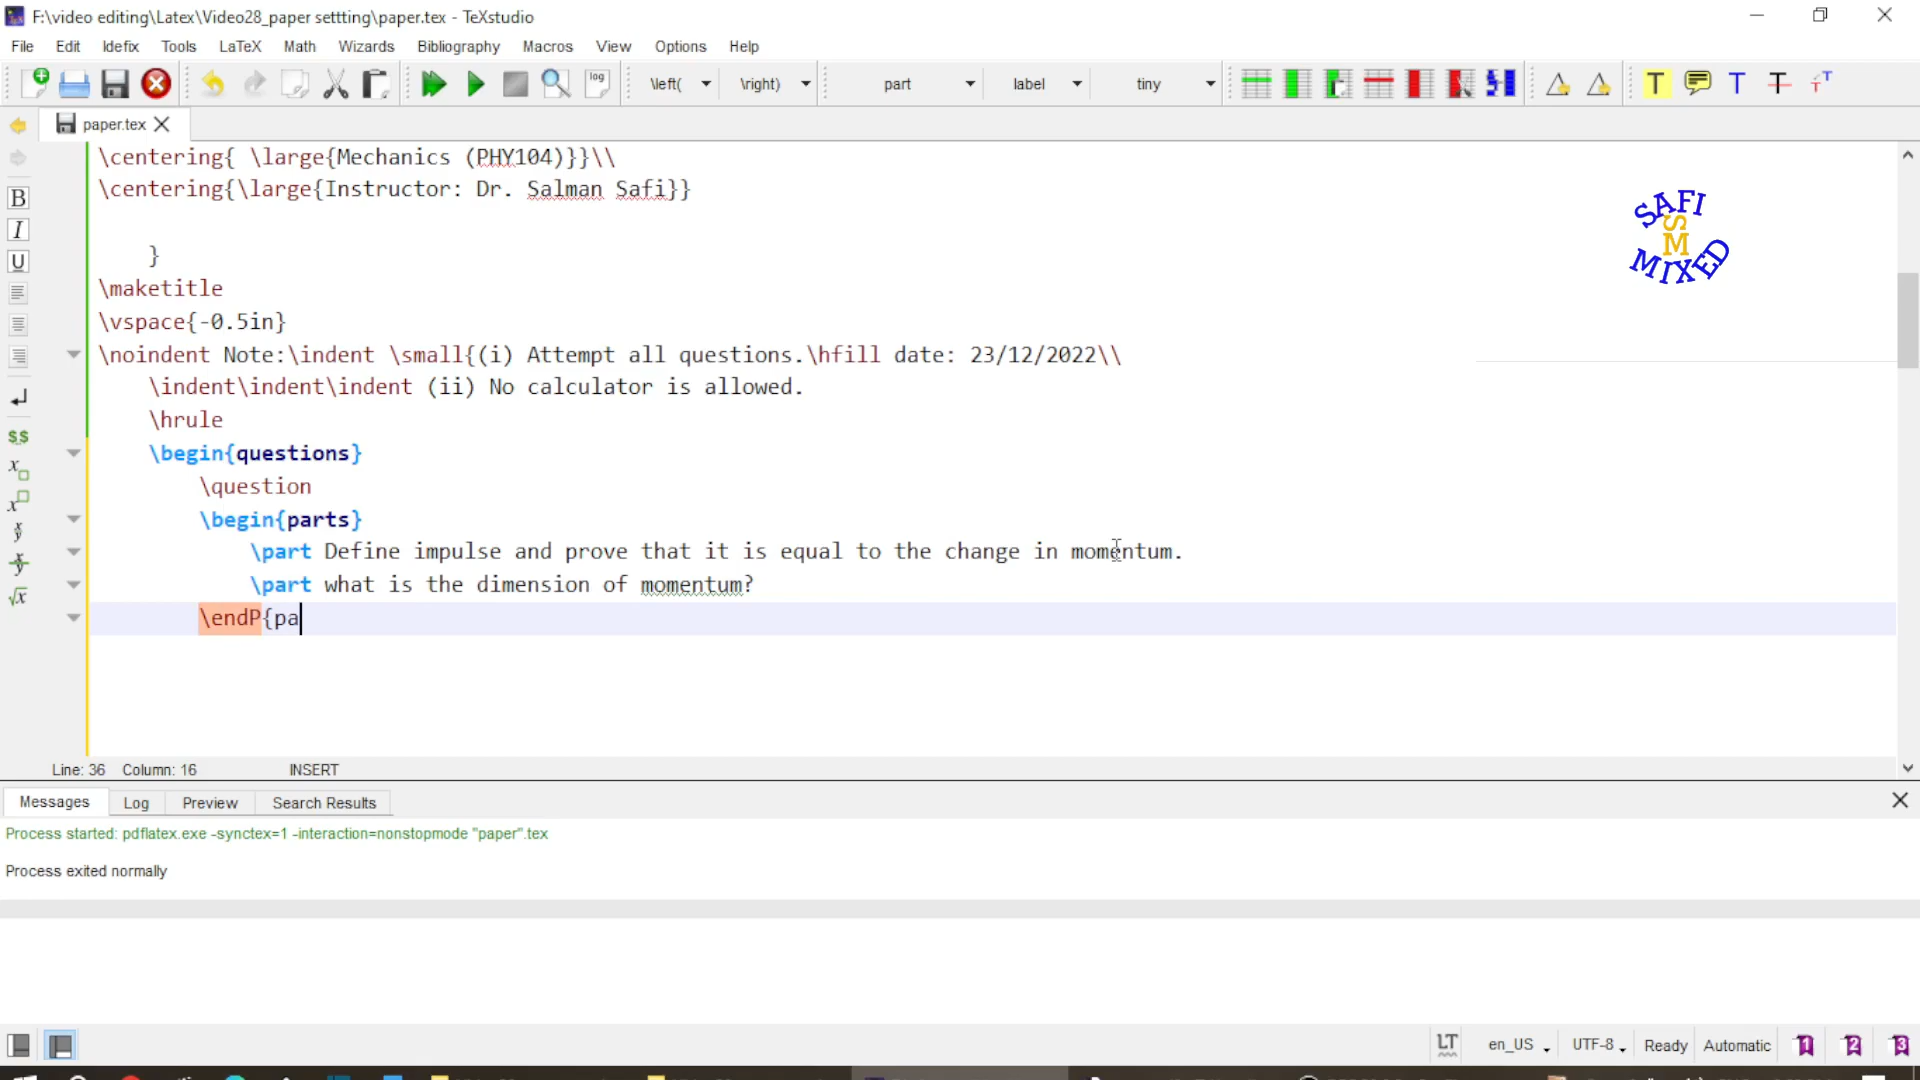 F:\video editing\Latex\Video28_paper settting\paper.tex - TeXstudio
File Edit Idefix Tools LaTeX Math Wizards Bibliography Macros View Options Help
log \left( \right) part label tiny T T T
paper.tex
\centering{ \large{Mechanics (PHY104)}}\\
\centering{\large{Instructor: Dr. Salman Safi}}
}
\maketitle
\vspace{-0.5in}
\noindent Note:\indent \small{(i) Attempt all questions.\hfill date: 23/12/2022\\
\indent\indent\indent (ii) No calculator is allowed.
\hrule
\begin{questions}
\question
\begin{parts}
\part Define impulse and prove that it is equal to the change in momentum.
\part what is the dimension of momentum?
\endP{pa
B
I
U
$$
SAFI
SM
MIXED
Line: 36 Column: 16 INSERT
Messages Log Preview Search Results
Process started: pdflatex.exe -synctex=1 -interaction=nonstopmode "paper".tex
Process exited normally
LT en_US UTF-8 Ready Automatic 1 2 3